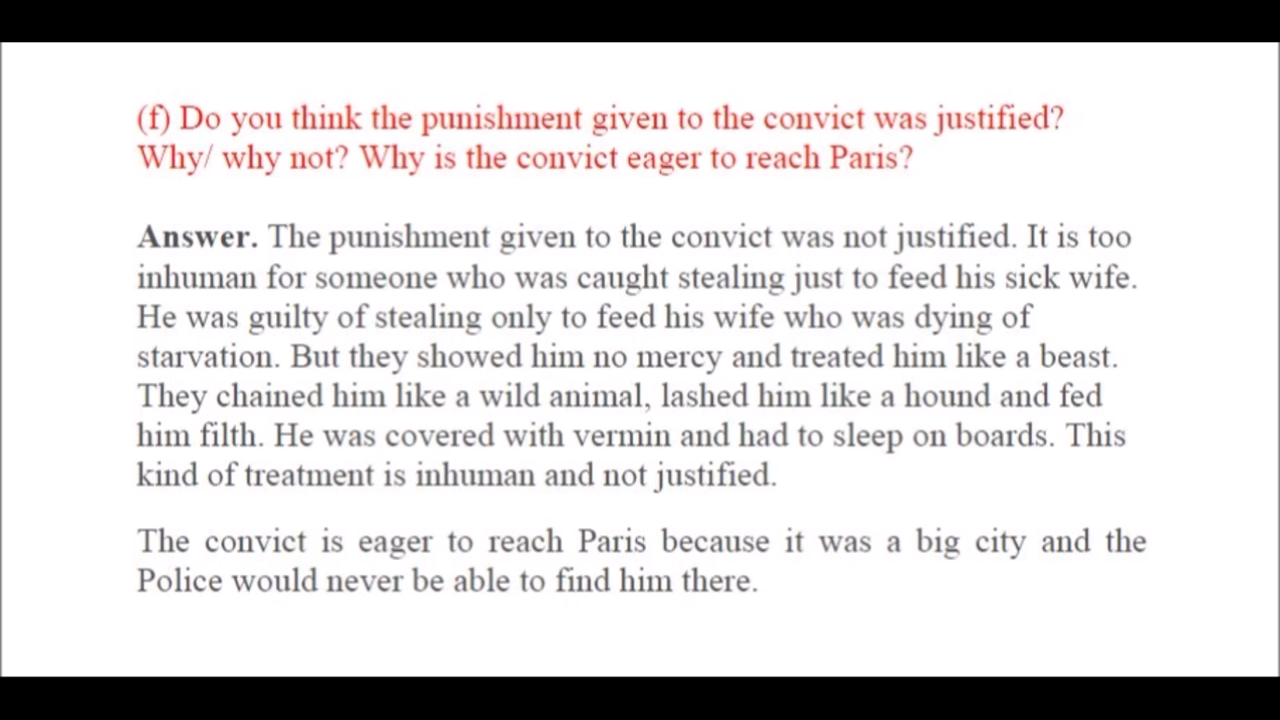 (f) Do you think the punishment given to the convict was justified?
Why/ why not? Why is the convict eager to reach Paris?
Answer. The punishment given to the convict was not justified. It is too
inhuman for someone who was caught stealing just to feed his sick wife.
He was guilty of stealing only to feed his wife who was dying of
starvation. But they showed him no mercy and treated him like a beast.
They chained him like a wild animal, lashed him like a hound and fed
him filth. He was covered with vermin and had to sleep on boards. This
kind of treatment is inhuman and not justified.
The convict is eager to reach Paris because it was a big city and the
Police would never be able to find him there.